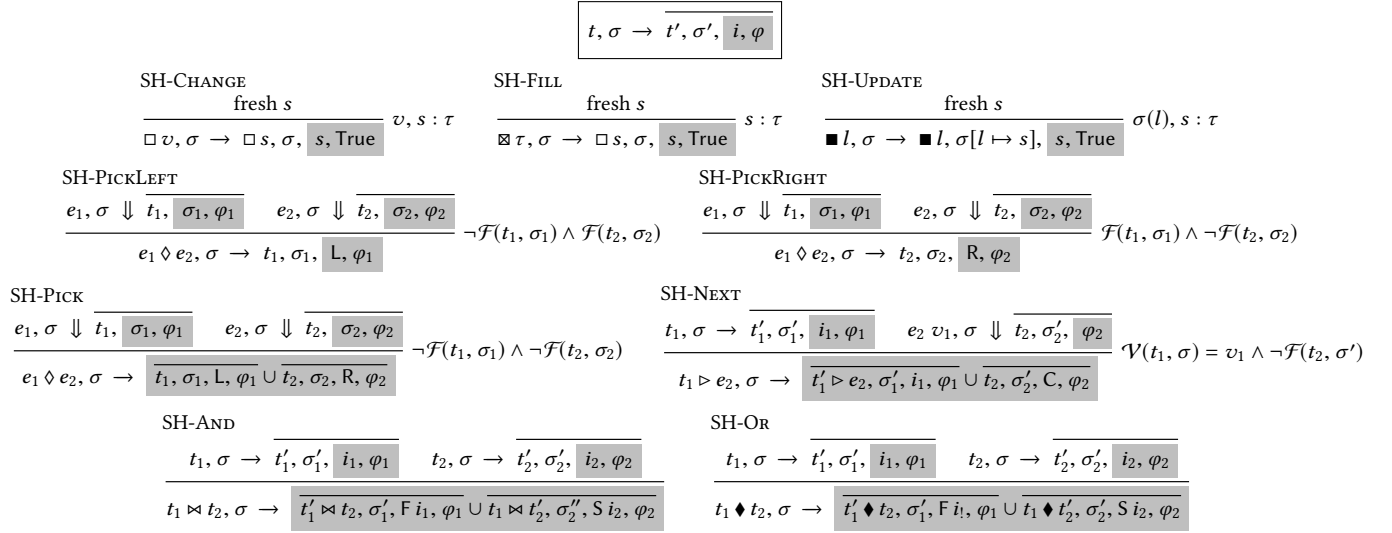 t, σ → t′, σ′, i, φ
SH-Change SH-Fill SH-Update
fresh s fresh s fresh s
□ v, σ → □ s, σ, s, True v, s : τ ⊠ τ, σ → □ s, σ, s, True s : τ ■ l, σ → ■ l, σ[l ↦ s], s, True σ(l), s : τ
SH-PickLeft SH-PickRight
e₁, σ ⇓ t₁, σ₁, φ₁ e₂, σ ⇓ t₂, σ₂, φ₂ e₁, σ ⇓ t₁, σ₁, φ₁ e₂, σ ⇓ t₂, σ₂, φ₂
e₁ ◊ e₂, σ → t₁, σ₁, L, φ₁ ¬ℱ(t₁, σ₁) ∧ ℱ(t₂, σ₂) e₁ ◊ e₂, σ → t₂, σ₂, R, φ₂ ℱ(t₁, σ₁) ∧ ¬ℱ(t₂, σ₂)
SH-Pick SH-Next
e₁, σ ⇓ t₁, σ₁, φ₁ e₂, σ ⇓ t₂, σ₂, φ₂ t₁, σ → t′₁, σ′₁, i₁, φ₁ e₂ v₁, σ ⇓ t₂, σ′₂, φ₂
e₁ ◊ e₂, σ → t₁, σ₁, L, φ₁ ∪ t₂, σ₂, R, φ₂ ¬ℱ(t₁, σ₁) ∧ ¬ℱ(t₂, σ₂) t₁ ▹ e₂, σ → t′₁ ▹ e₂, σ′₁, i₁, φ₁ ∪ t₂, σ′₂, C, φ₂ 𝒱(t₁, σ) = v₁ ∧ ¬ℱ(t₂, σ′)
SH-And SH-Or
t₁, σ → t′₁, σ′₁, i₁, φ₁ t₂, σ → t′₂, σ′₂, i₂, φ₂ t₁, σ → t′₁, σ′₁, i₁, φ₁ t₂, σ → t′₂, σ′₂, i₂, φ₂
t₁ ⋈ t₂, σ → t′₁ ⋈ t₂, σ′₁, F i₁, φ₁ ∪ t₁ ⋈ t′₂, σ″₂, S i₂, φ₂ t₁ ♦ t₂, σ → t′₁ ♦ t₂, σ′₁, F i!, φ₁ ∪ t₁ ♦ t′₂, σ′₂, S i₂, φ₂